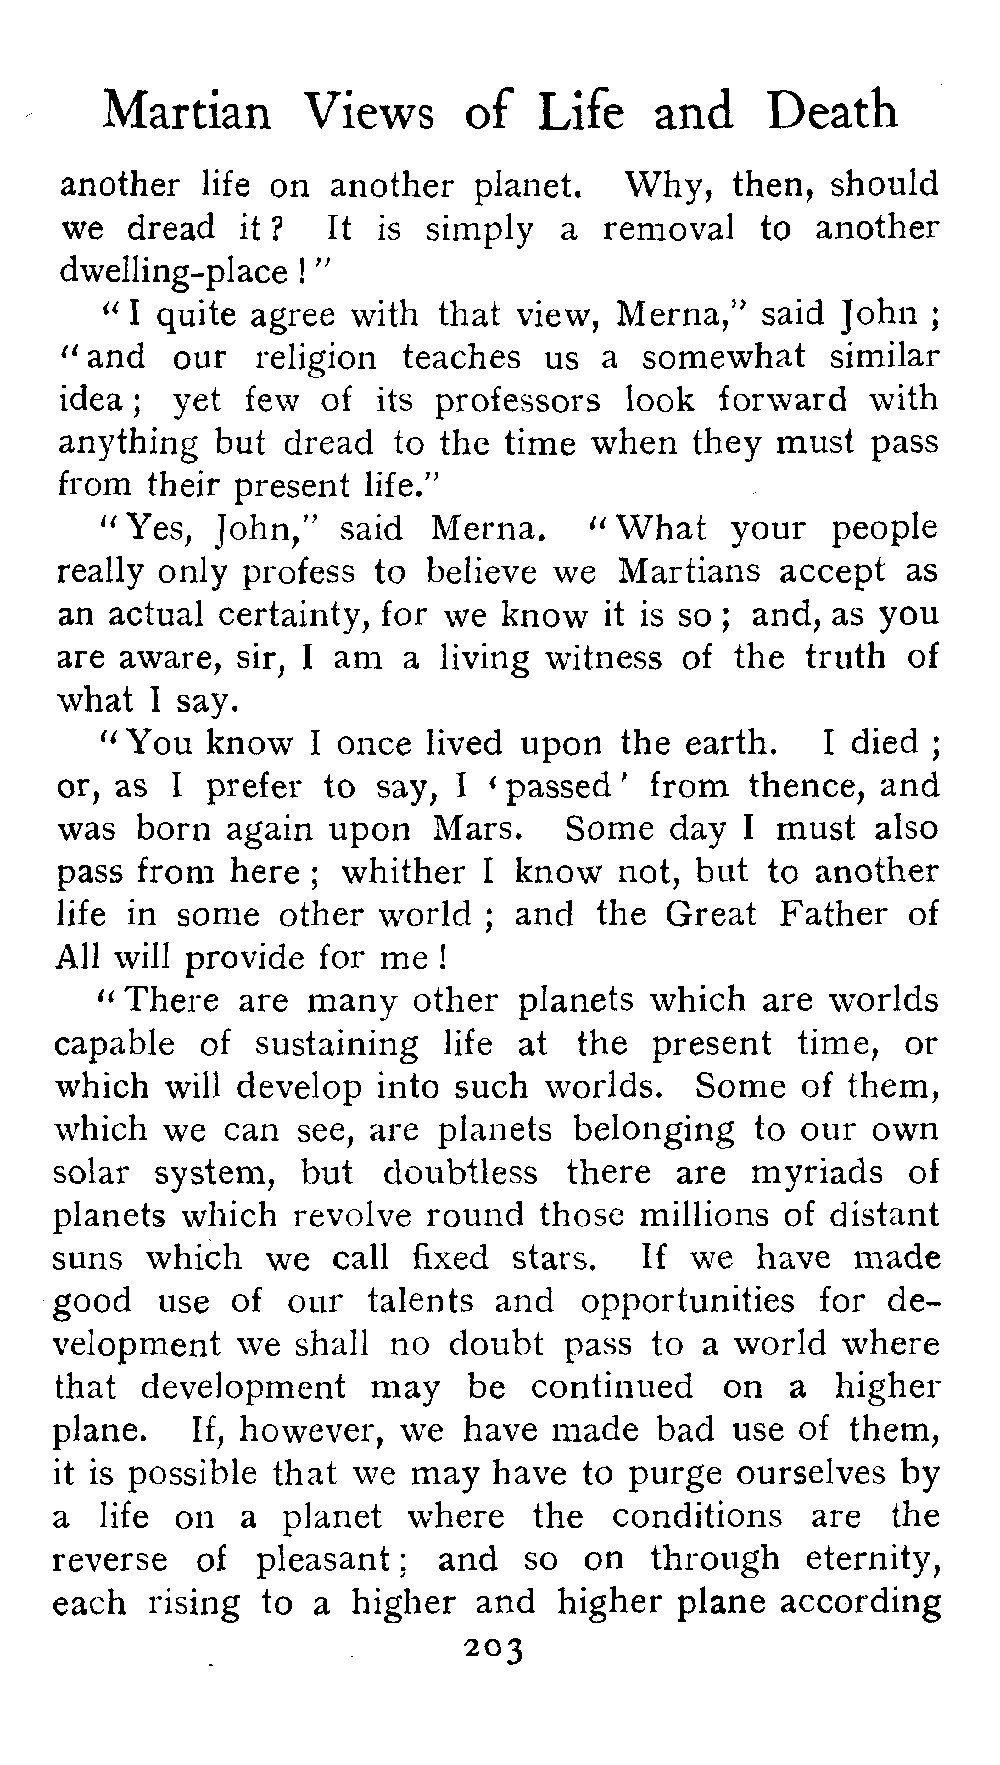 Martian Views of Life and Death
another life on another planet. Why, then, should
we dread it? It is simply a removal to another
dwelling-place!"
"I quite agree with that view, Merna," said John;
"and our religion teaches us a somewhat similar
idea; yet few of its professors look forward with
anything but dread to the time when they must pass
from their present life."
"Yes, John," said Merna. "What your people
really only profess to believe we Martians accept as
an actual certainty, for we know it is so; and, as you
are aware, sir, I am a living witness of the truth of
what I say.
"You know I once lived upon the earth. I died;
or, as I prefer to say, I 'passed' from thence, and
was born again upon Mars. Some day I must also
pass from here; whither I know not, but to another
life in some other world; and the Great Father of
All will provide for me!
"There are many other planets which are worlds
capable of sustaining life at the present time, or
which will develop into such worlds. Some of them,
which we can see, are planets belonging to our own
solar system, but doubtless there are myriads of
planets which revolve round those millions of distant
suns which we call fixed stars. If we have made
good use of our talents and opportunities for de-
velopment we shall no doubt pass to a world where
that development may be continued on a higher
plane. If, however, we have made bad use of them,
it is possible that we may have to purge ourselves by
a life on a planet where the conditions are the
reverse of pleasant; and so on through eternity,
each rising to a higher and higher plane according
203